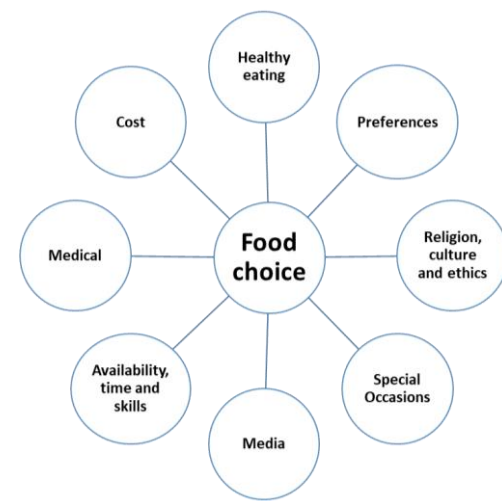 Healthy
eating
Cost
Preferences
Food
choice
Medical
Religion,
culture
and ethics
Availability,
time and
skills
Special
Occasions
Media